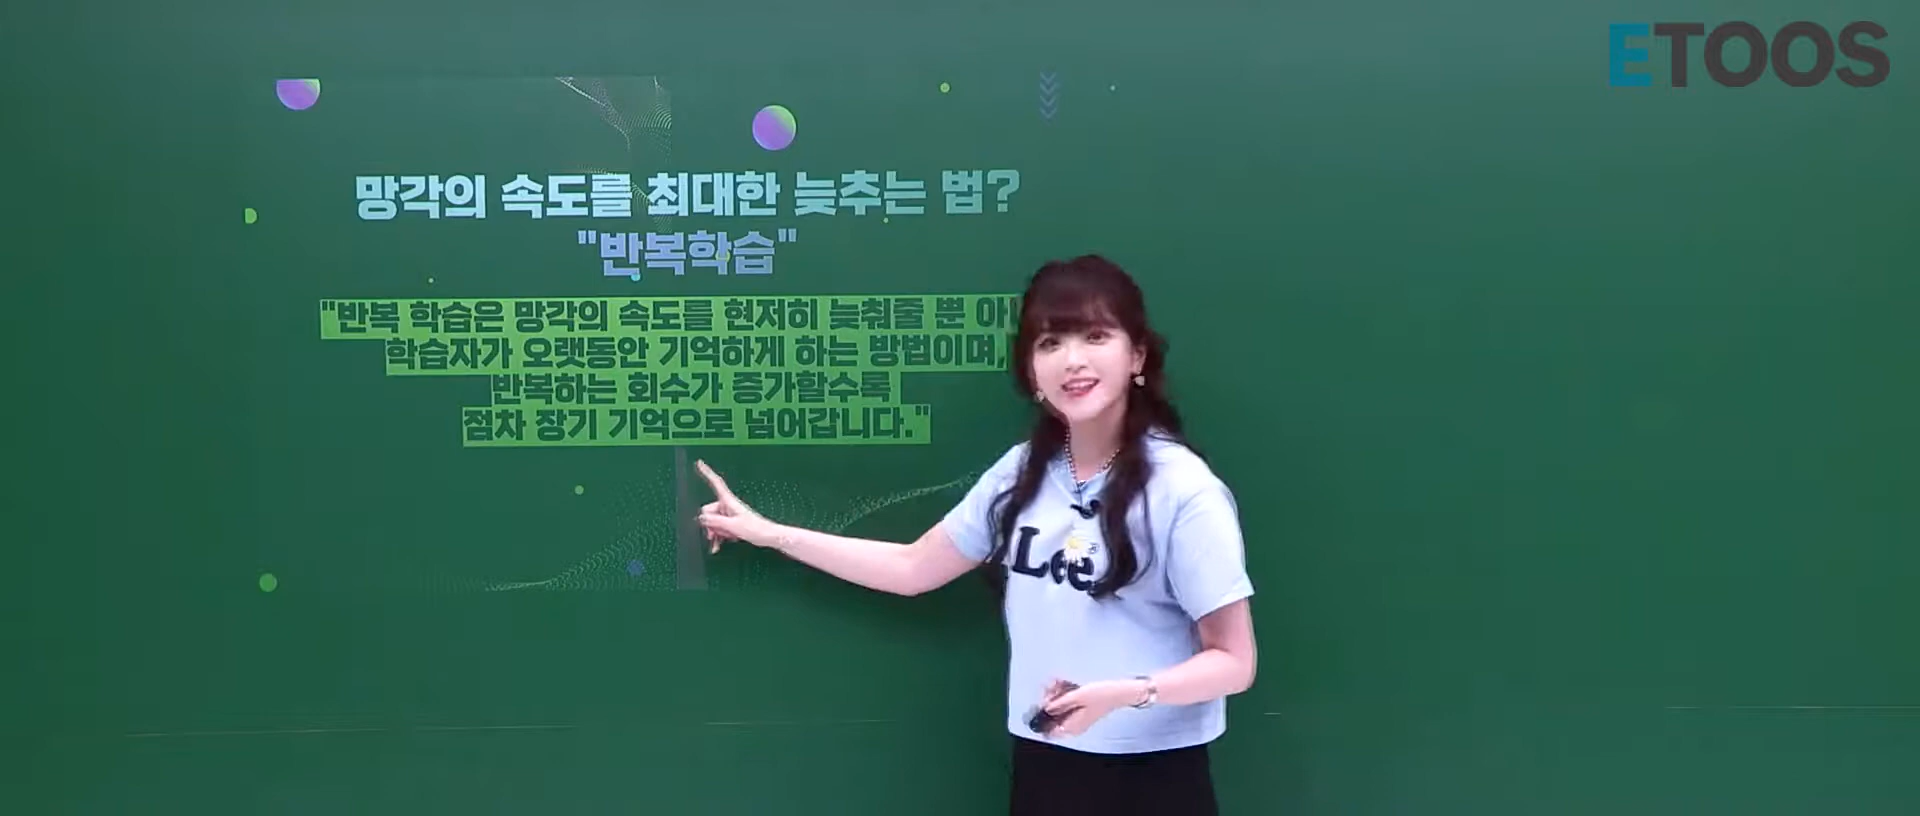 ETOOS
망각의 속도를 최대한 늦추는 법?
"반복학습"
"반복 학습은 망각의 속도를 현저히 늦춰줄 뿐
학습자가 오랫동안 기억하게 하는 방법이며,
반복하는 회수가 증가할수록
점차 장기 기억으로 넘어갑니다."
Lee